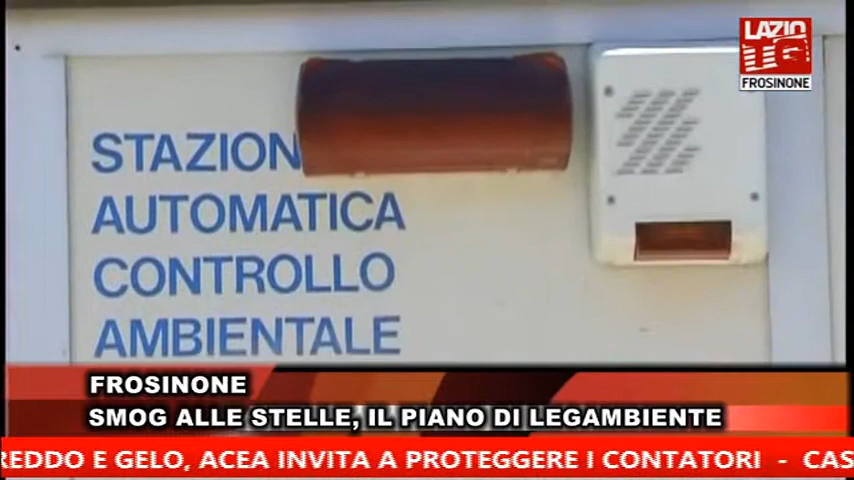 LAZIO
TG
FROSINONE
STAZION
AUTOMATICA
CONTROLLO
AMBIENTALE
FROSINONE
SMOG ALLE STELLE, IL PIANO DI LEGAMBIENTE
REDDO E GELO, ACEA INVITA A PROTEGGERE I CONTATORI - CAS